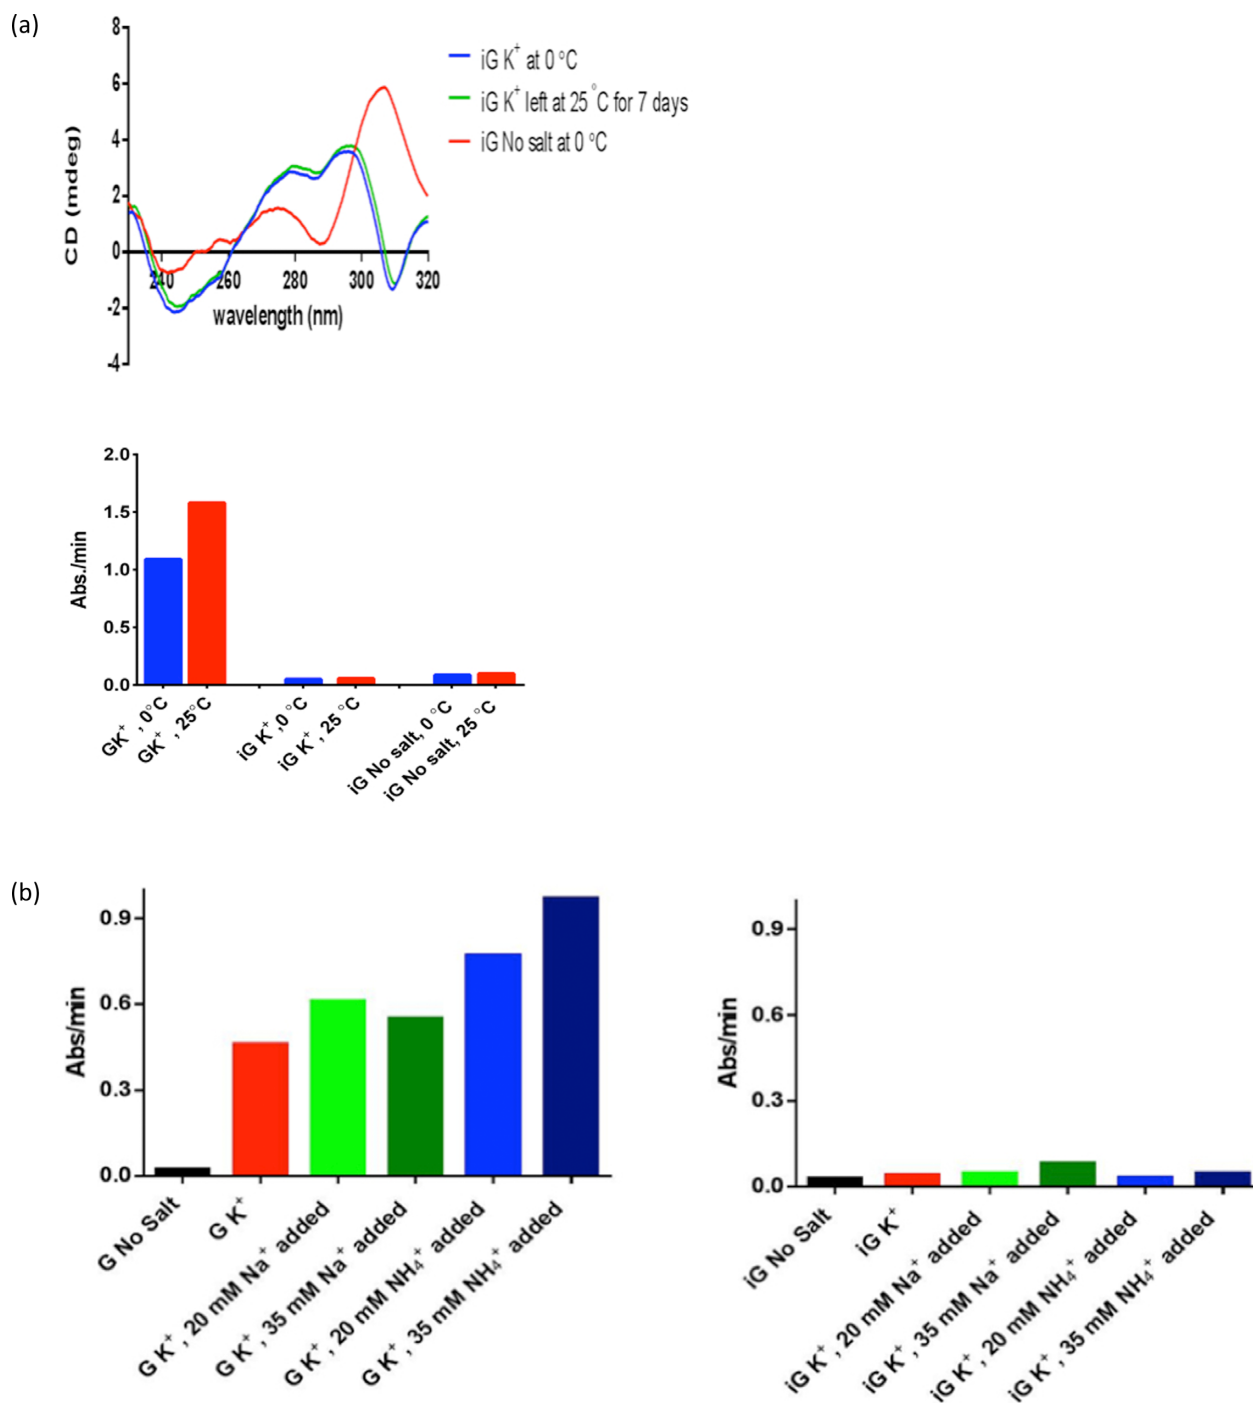 (a)
8
6
4
2
0
-2
-4
CD (mdeg)
240 260 280 300 320
wavelength (nm)
iG K⁺ at 0 °C
iG K⁺ left at 25 °C for 7 days
iG No salt at 0 °C
2.0
1.5
1.0
0.5
0.0
Abs./min
GK⁺, 0°C
GK⁺, 25°C
iG K⁺,0°C
iG K⁺, 25 °C
iG No salt, 0 °C
iG No salt, 25 °C
(b)
0.9
0.6
0.3
0.0
Abs/min
G No Salt
G K⁺
G K⁺, 20 mM Na⁺ added
G K⁺, 35 mM Na⁺ added
G K⁺, 20 mM NH₄⁺ added
G K⁺, 35 mM NH₄⁺ added
0.9
0.6
0.3
0.0
Abs/min
iG No Salt
iG K⁺
iG K⁺, 20 mM Na⁺ added
iG K⁺, 35 mM Na⁺ added
iG K⁺, 20 mM NH₄⁺ added
iG K⁺, 35 mM NH₄⁺ added